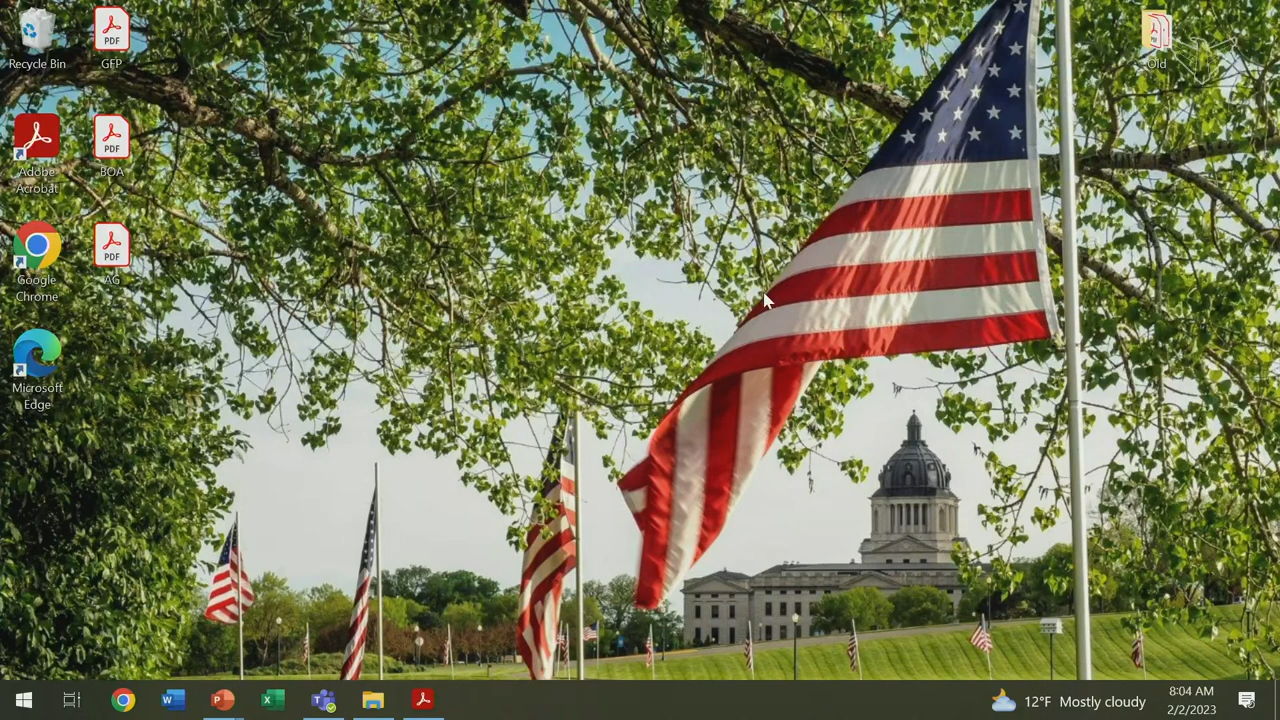 Recycle Bin
PDF
GFP
Adobe
Acrobat
PDF
BOA
Google
Chrome
PDF
AG
Microsoft
Edge
Old
12°F Mostly cloudy
8:04 AM
2/2/2023